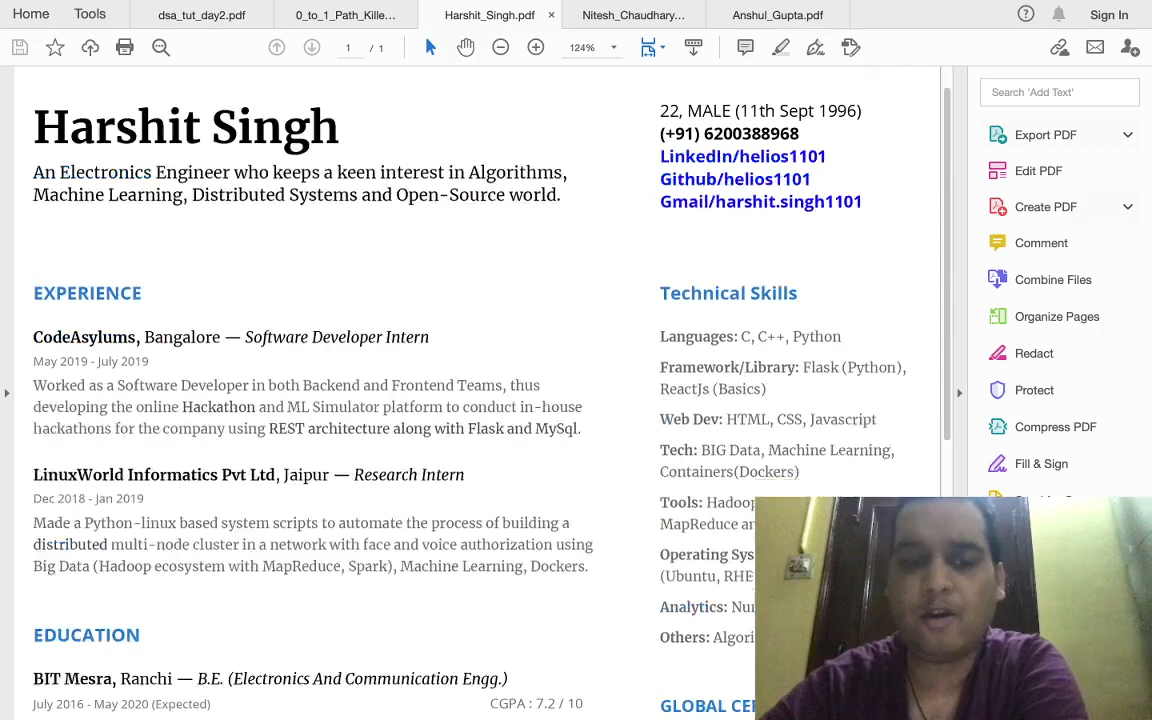 Home Tools dsa_tut_day2.pdf 0_to_1_Path_Kille... Harshit_Singh.pdf × Nitesh_Chaudhary... Anshul_Gupta.pdf Sign In
1 / 1 124%
Harshit Singh
An Electronics Engineer who keeps a keen interest in Algorithms,
Machine Learning, Distributed Systems and Open-Source world.
22, MALE (11th Sept 1996)
(+91) 6200388968
LinkedIn/helios1101
Github/helios1101
Gmail/harshit.singh1101
EXPERIENCE
CodeAsylums, Bangalore — Software Developer Intern
May 2019 - July 2019
Worked as a Software Developer in both Backend and Frontend Teams, thus
developing the online Hackathon and ML Simulator platform to conduct in-house
hackathons for the company using REST architecture along with Flask and MySql.
LinuxWorld Informatics Pvt Ltd, Jaipur — Research Intern
Dec 2018 - Jan 2019
Made a Python-linux based system scripts to automate the process of building a
distributed multi-node cluster in a network with face and voice authorization using
Big Data (Hadoop ecosystem with MapReduce, Spark), Machine Learning, Dockers.
EDUCATION
BIT Mesra, Ranchi — B.E. (Electronics And Communication Engg.)
July 2016 - May 2020 (Expected) CGPA : 7.2 / 10
Technical Skills
Languages: C, C++, Python
Framework/Library: Flask (Python),
ReactJs (Basics)
Web Dev: HTML, CSS, Javascript
Tech: BIG Data, Machine Learning,
Containers(Dockers)
Tools: Hadoop
MapReduce an
Operating Sys
(Ubuntu, RHE
Analytics: Nu
Others: Algori
GLOBAL CE
Search 'Add Text'
Export PDF
Edit PDF
Create PDF
Comment
Combine Files
Organize Pages
Redact
Protect
Compress PDF
Fill & Sign